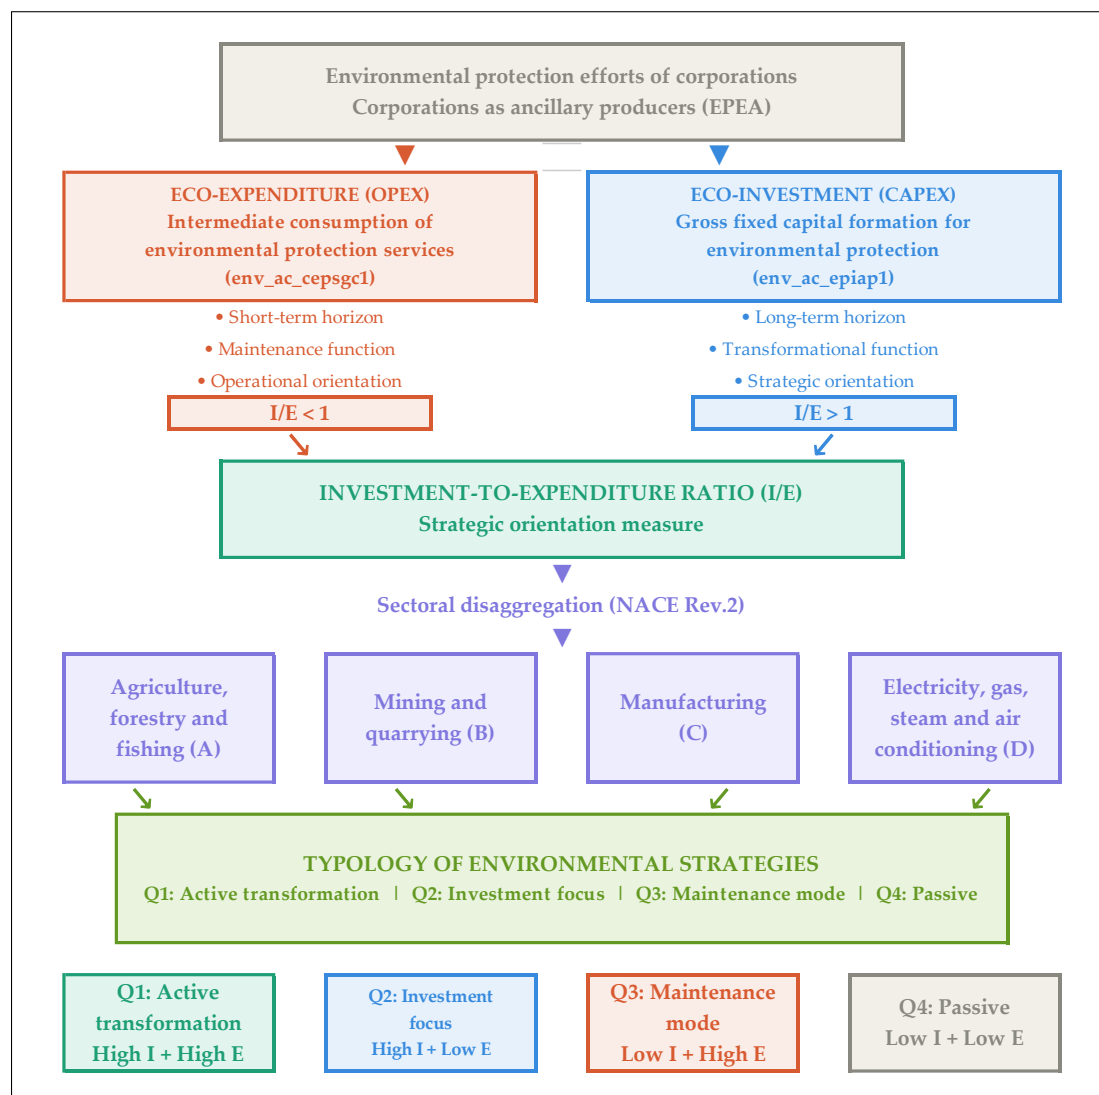 Environmental protection efforts of corporations
Corporations as ancillary producers (EPEA)
ECO-EXPENDITURE (OPEX)
Intermediate consumption of
environmental protection services
(env_ac_cepsgc1)
ECO-INVESTMENT (CAPEX)
Gross fixed capital formation for
environmental protection
(env_ac_epiap1)
• Short-term horizon
• Maintenance function
• Operational orientation
• Long-term horizon
• Transformational function
• Strategic orientation
I/E < 1
I/E > 1
INVESTMENT-TO-EXPENDITURE RATIO (I/E)
Strategic orientation measure
Sectoral disaggregation (NACE Rev.2)
Agriculture,
forestry and
fishing (A)
Mining and
quarrying (B)
Manufacturing
(C)
Electricity, gas,
steam and air
conditioning (D)
TYPOLOGY OF ENVIRONMENTAL STRATEGIES
Q1: Active transformation | Q2: Investment focus | Q3: Maintenance mode | Q4: Passive
Q1: Active
transformation
High I + High E
Q2: Investment
focus
High I + Low E
Q3: Maintenance
mode
Low I + High E
Q4: Passive
Low I + Low E